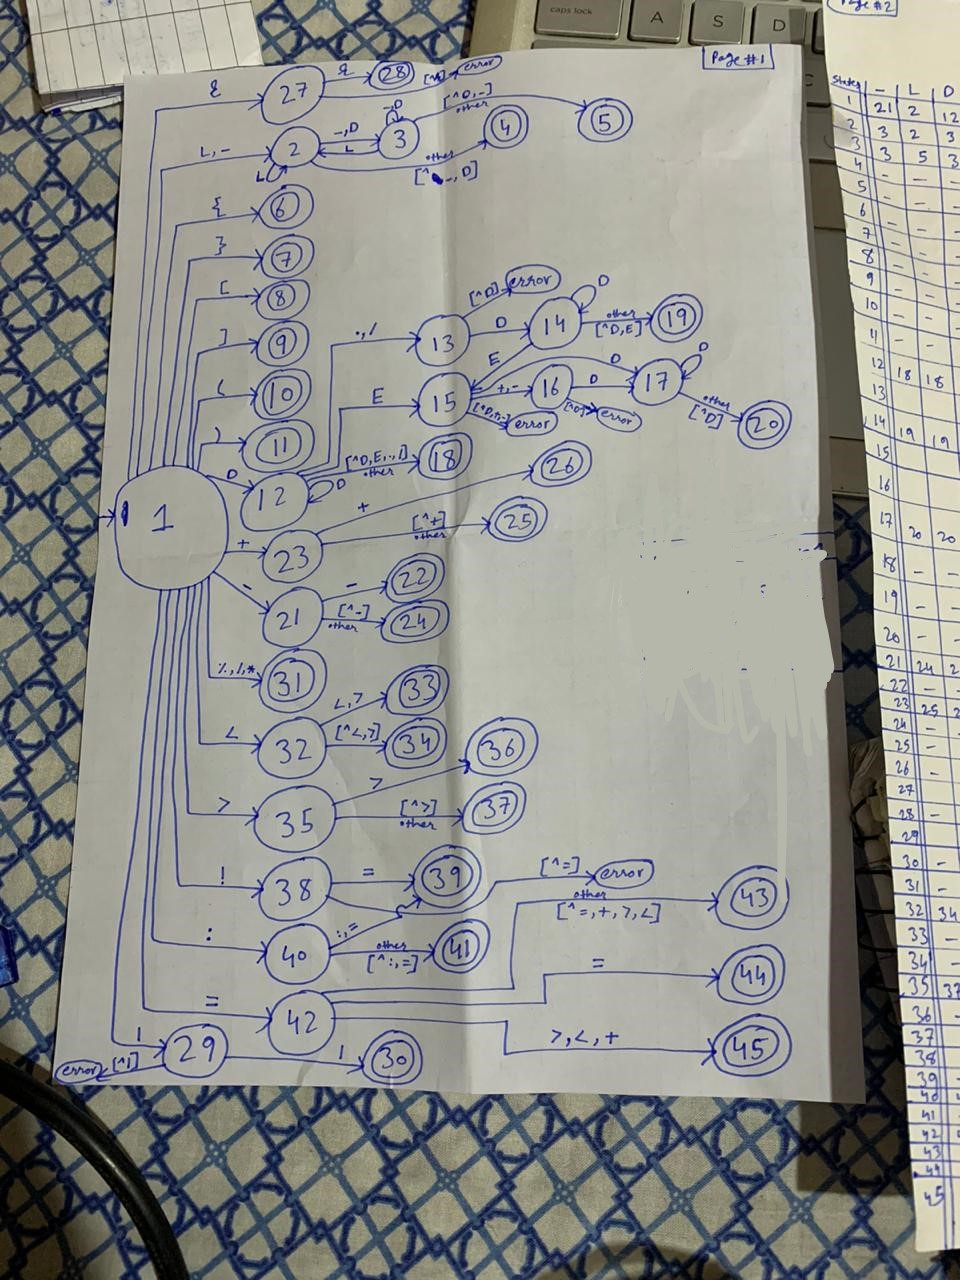 caps lock
A
S
D
Page #2
Page #1
27
28
error
L, -
2
-, D
3
-, D
L
L
[^D, -]
other
4
5
other
{
6
}
7
[
8
]
9
(
10
)
11
1
D
12
D
., /
13
[^D]
error
D
14
D
other
[^D,E]
19
E
E
15
D
+, -
16
D
17
D
[^D,+,-]
error
[^D]
error
other
[^D]
20
[^D,E,.,/]
other
18
+
23
+
26
[^+]
other
25
-
21
-
22
[^-]
other
24
%,/,*
31
<
32
<,>
33
[^<,>]
34
>
35
>
36
[^>]
other
37
!
38
=
39
[^=]
error
:
40
:,=
other
[^:,=]
41
=
42
other
[^=,+,>,<]
43
=
44
>,<,+
45
|
29
|
30
error
[^|]
States - L D
1 21 2 12
2 3 2 3
3 3 5 3
4 - - -
5 - - -
6 - - -
7 - - -
8 - - -
9 - - -
10 - - -
11 - - -
12 18 18
13
14 19 19
15
16
17 20 20
18 - -
19 - -
20 - -
21 24 2
22 - -
23 25 2
24 -
25 -
26 -
27
28 -
29
30 -
31 -
32 34
33 -
34 -
35 37
36 -
37
38
39 -
40
41 -
42
43
44
45